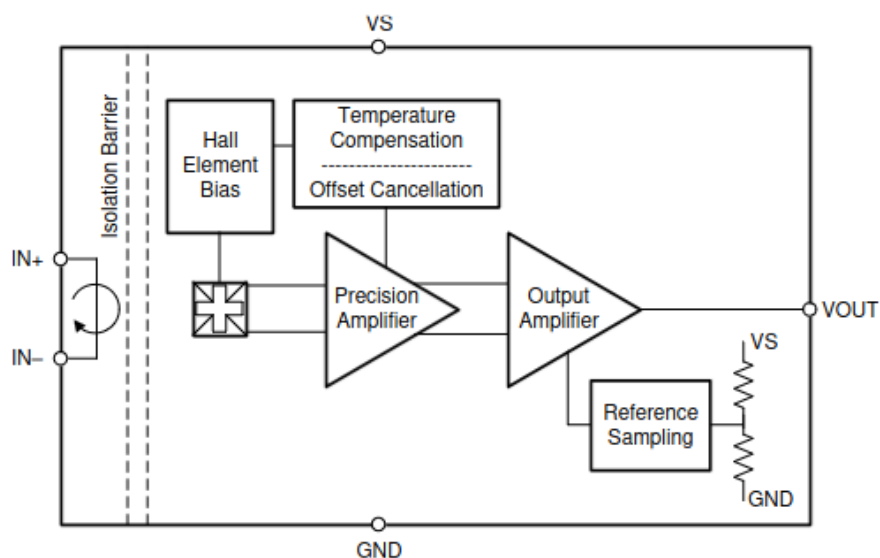 VS
Isolation Barrier
Hall
Element
Bias
Temperature
Compensation
Offset Cancellation
IN+
IN–
Precision
Amplifier
Output
Amplifier
VOUT
VS
Reference
Sampling
GND
GND